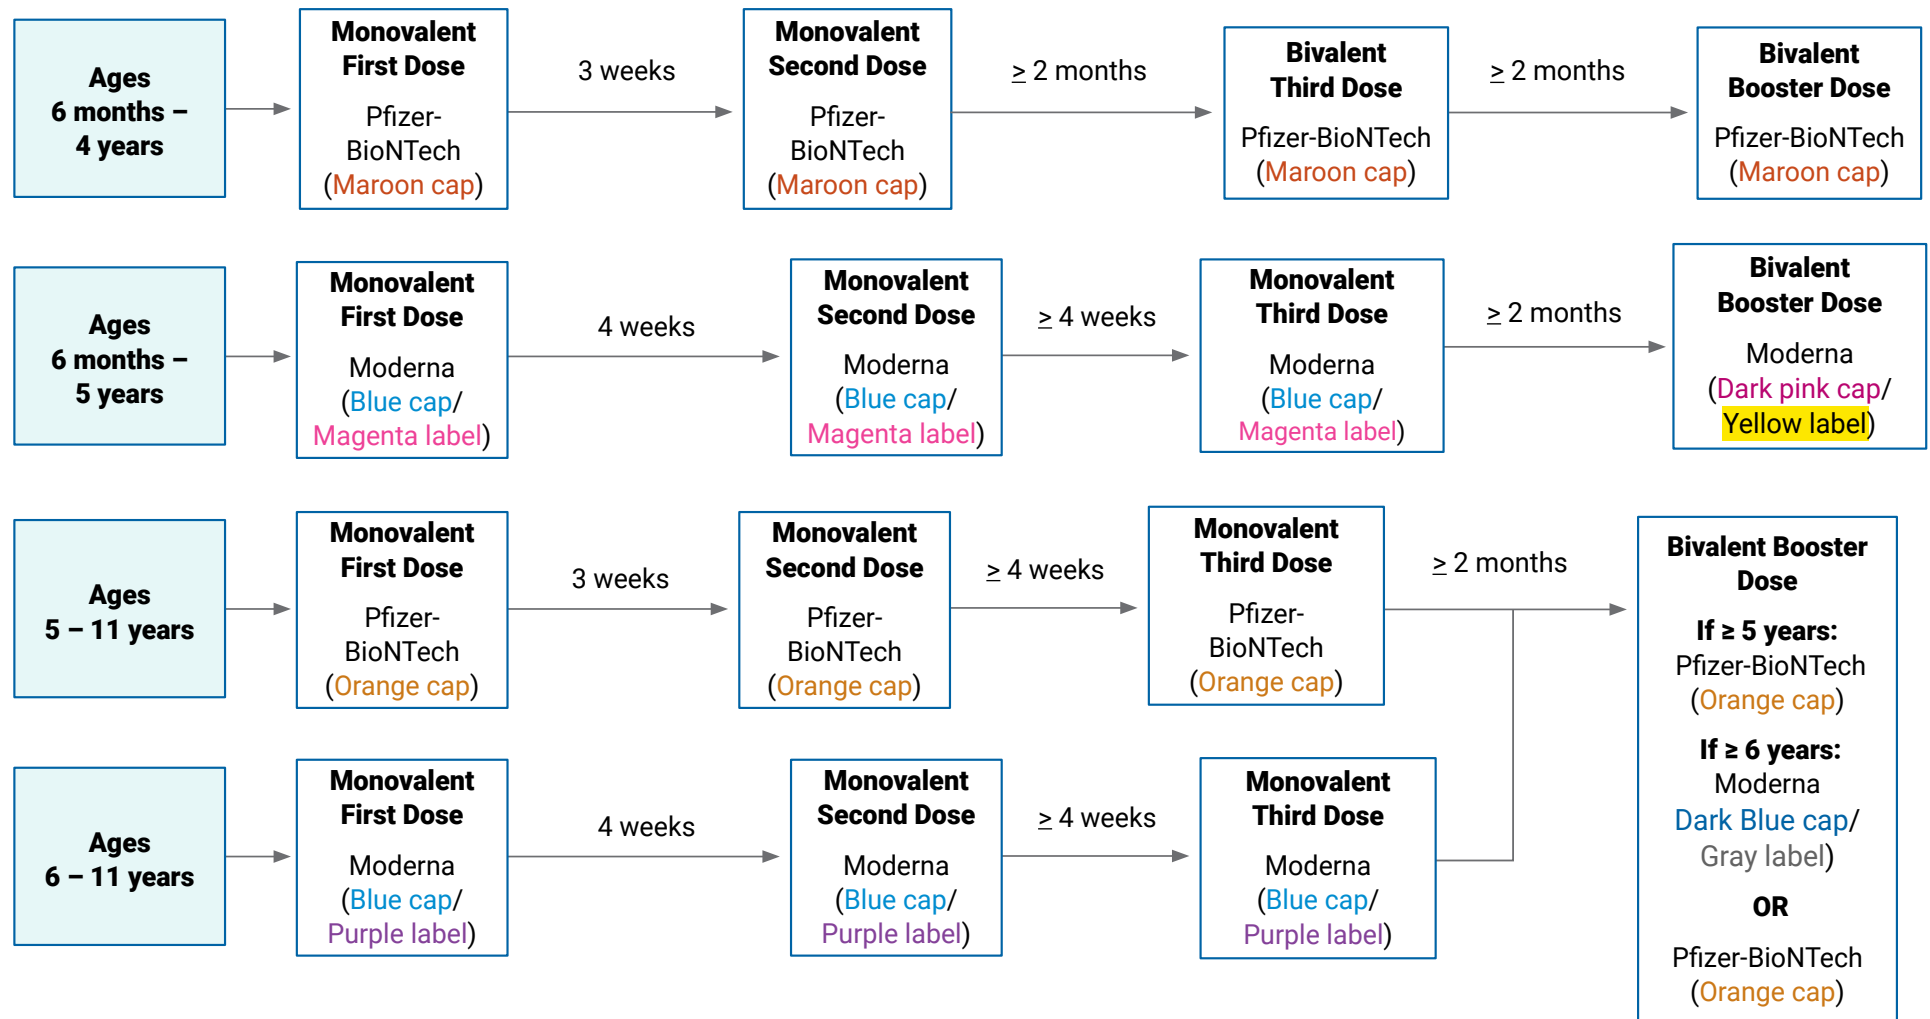 Ages
6 months –
4 years
Monovalent
First Dose
Pfizer-
BioNTech
(Maroon cap)
3 weeks
Monovalent
Second Dose
Pfizer-
BioNTech
(Maroon cap)
≥ 2 months
Bivalent
Third Dose
Pfizer-BioNTech
(Maroon cap)
≥ 2 months
Bivalent
Booster Dose
Pfizer-BioNTech
(Maroon cap)
Ages
6 months –
5 years
Monovalent
First Dose
Moderna
(Blue cap/
Magenta label)
4 weeks
Monovalent
Second Dose
Moderna
(Blue cap/
Magenta label)
≥ 4 weeks
Monovalent
Third Dose
Moderna
(Blue cap/
Magenta label)
≥ 2 months
Bivalent
Booster Dose
Moderna
(Dark pink cap/
Yellow label)
Ages
5 – 11 years
Monovalent
First Dose
Pfizer-
BioNTech
(Orange cap)
3 weeks
Monovalent
Second Dose
Pfizer-
BioNTech
(Orange cap)
≥ 4 weeks
Monovalent
Third Dose
Pfizer-
BioNTech
(Orange cap)
≥ 2 months
Bivalent Booster
Dose
If ≥ 5 years:
Pfizer-BioNTech
(Orange cap)
If ≥ 6 years:
Moderna
Dark Blue cap/
Gray label)
OR
Pfizer-BioNTech
(Orange cap)
Ages
6 – 11 years
Monovalent
First Dose
Moderna
(Blue cap/
Purple label)
4 weeks
Monovalent
Second Dose
Moderna
(Blue cap/
Purple label)
≥ 4 weeks
Monovalent
Third Dose
Moderna
(Blue cap/
Purple label)